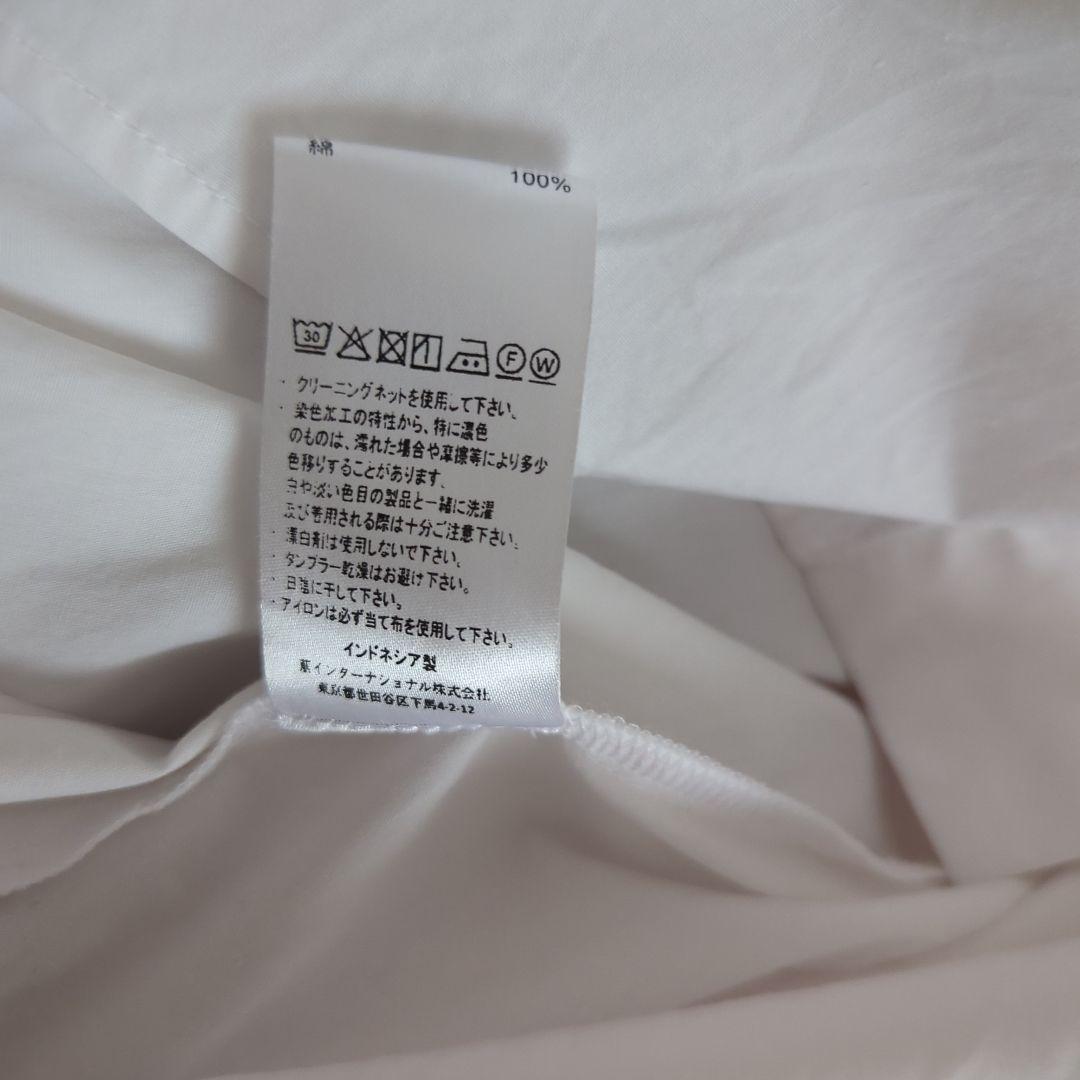 綿
100%
30
F W
・クリーニングネットを使用して下さい。
・染色加工の特性から、特に濃色
のものは、濡れた場合や摩擦等により多少
色移りすることがあります。
白や淡い色目の製品と一緒に洗濯
及び着用される際は十分ご注意下さい。
・漂白剤は使用しないで下さい。
・タンブラー乾燥はお避け下さい。
・日陰に干して下さい。
・アイロンは必ず当て布を使用して下さい。
インドネシア製
インターナショナル株式会社
東京都世田谷区下馬4-2-12